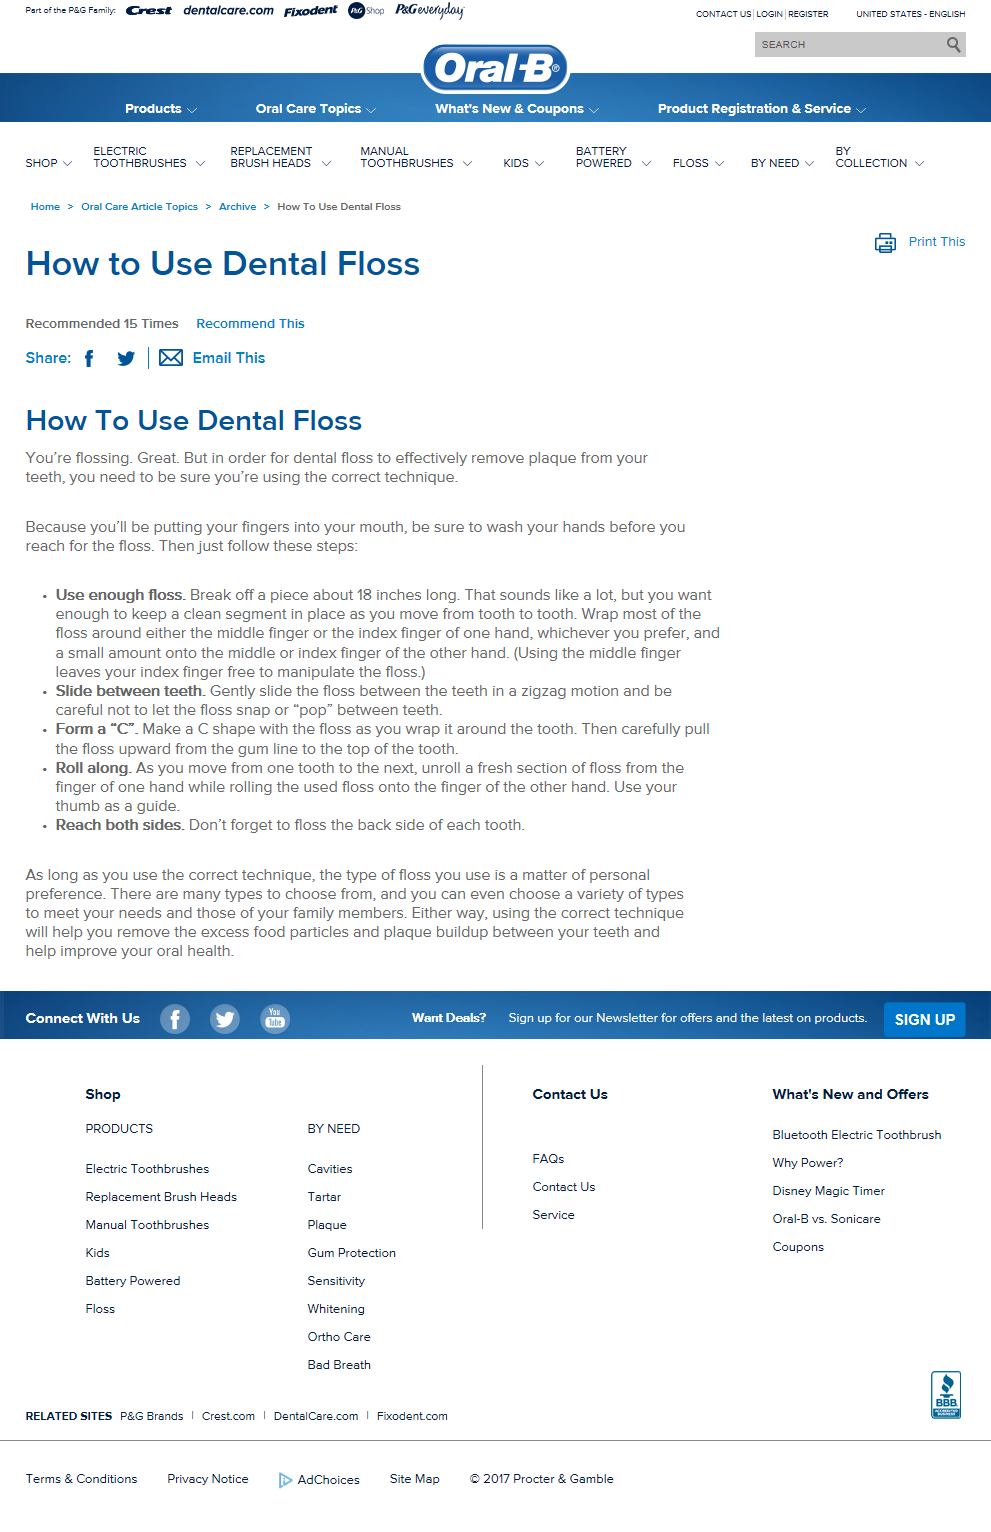 Part of the P&G Family: Crest dentalcare.com Fixodent P&G Shop P&Geveryday
CONTACT US | LOGIN | REGISTER UNITED STATES - ENGLISH
SEARCH
Oral-B®
Products Oral Care Topics What's New & Coupons Product Registration & Service
SHOP ELECTRIC TOOTHBRUSHES REPLACEMENT BRUSH HEADS MANUAL TOOTHBRUSHES KIDS BATTERY POWERED FLOSS BY NEED BY COLLECTION
Home > Oral Care Article Topics > Archive > How To Use Dental Floss
Print This
How to Use Dental Floss
Recommended 15 Times Recommend This
Share: Email This
How To Use Dental Floss
You're flossing. Great. But in order for dental floss to effectively remove plaque from your
teeth, you need to be sure you're using the correct technique.
Because you'll be putting your fingers into your mouth, be sure to wash your hands before you
reach for the floss. Then just follow these steps:
• Use enough floss. Break off a piece about 18 inches long. That sounds like a lot, but you want
enough to keep a clean segment in place as you move from tooth to tooth. Wrap most of the
floss around either the middle finger or the index finger of one hand, whichever you prefer, and
a small amount onto the middle or index finger of the other hand. (Using the middle finger
leaves your index finger free to manipulate the floss.)
• Slide between teeth. Gently slide the floss between the teeth in a zigzag motion and be
careful not to let the floss snap or “pop” between teeth.
• Form a “C”. Make a C shape with the floss as you wrap it around the tooth. Then carefully pull
the floss upward from the gum line to the top of the tooth.
• Roll along. As you move from one tooth to the next, unroll a fresh section of floss from the
finger of one hand while rolling the used floss onto the finger of the other hand. Use your
thumb as a guide.
• Reach both sides. Don't forget to floss the back side of each tooth.
As long as you use the correct technique, the type of floss you use is a matter of personal
preference. There are many types to choose from, and you can even choose a variety of types
to meet your needs and those of your family members. Either way, using the correct technique
will help you remove the excess food particles and plaque buildup between your teeth and
help improve your oral health.
Connect With Us You Tube Want Deals? Sign up for our Newsletter for offers and the latest on products. SIGN UP
Shop
PRODUCTS
Electric Toothbrushes
Replacement Brush Heads
Manual Toothbrushes
Kids
Battery Powered
Floss
BY NEED
Cavities
Tartar
Plaque
Gum Protection
Sensitivity
Whitening
Ortho Care
Bad Breath
Contact Us
FAQs
Contact Us
Service
What's New and Offers
Bluetooth Electric Toothbrush
Why Power?
Disney Magic Timer
Oral-B vs. Sonicare
Coupons
BBB
ACCREDITED BUSINESS
RELATED SITES P&G Brands | Crest.com | DentalCare.com | Fixodent.com
Terms & Conditions Privacy Notice AdChoices Site Map © 2017 Procter & Gamble